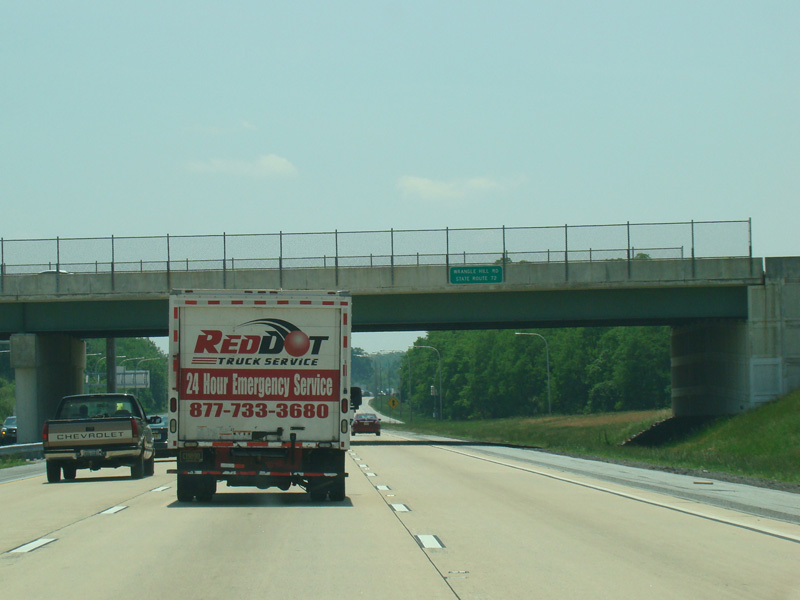 WRANGLE HILL RD
STATE ROUTE 72
REDDOT
TRUCK SERVICE
24 Hour Emergency Service
877-733-3680
CHEVROLET